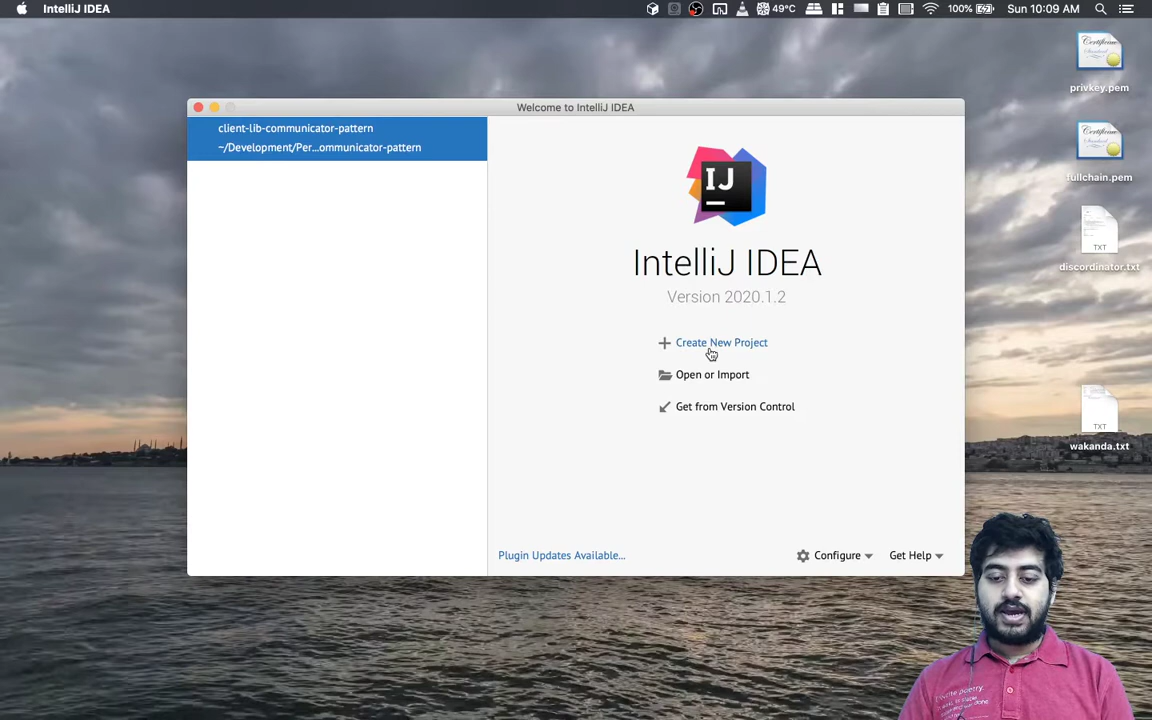 IntelliJ IDEA
49°C
100%
Sun 10:09 AM
privkey.pem
fullchain.pem
TXT
discordinator.txt
TXT
wakanda.txt
Welcome to IntelliJ IDEA
client-lib-communicator-pattern
~/Development/Per...ommunicator-pattern
IJ
IntelliJ IDEA
Version 2020.1.2
Create New Project
Open or Import
Get from Version Control
Plugin Updates Available...
Configure
Get Help